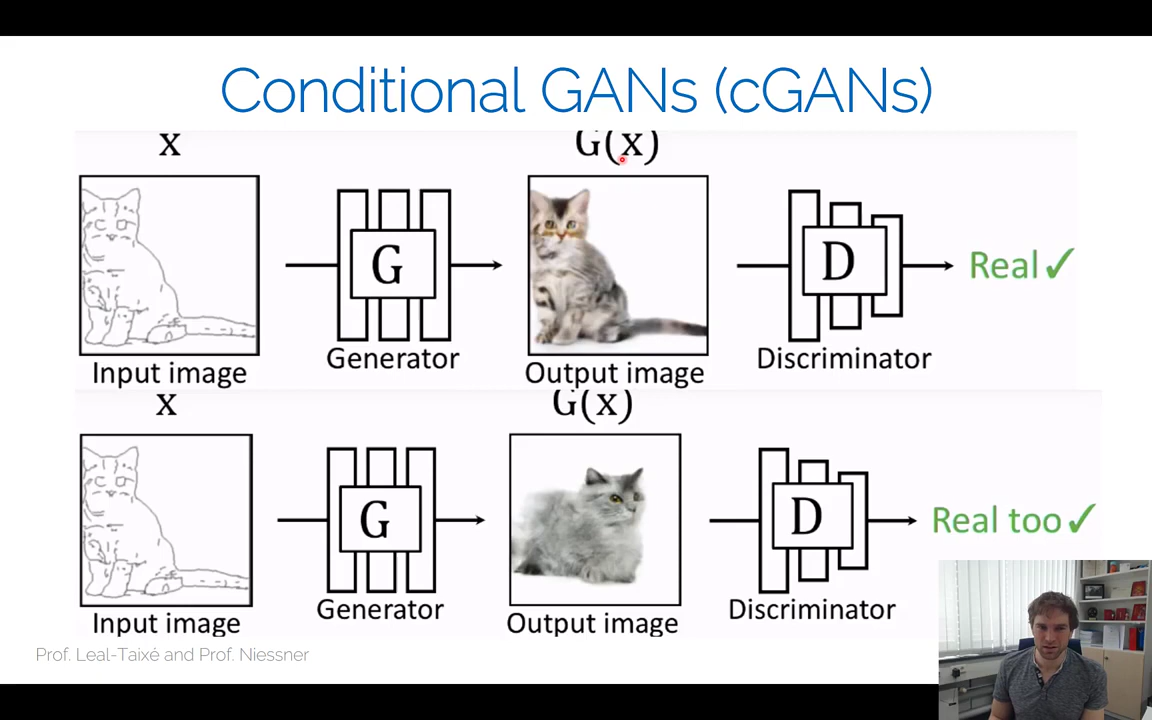 Conditional GANs (cGANs)
x G(x)
G D Real ✓
Input image Generator Output image Discriminator
x G(x)
G D Real too ✓
Input image Generator Output image Discriminator
Prof. Leal-Taixé and Prof. Niessner